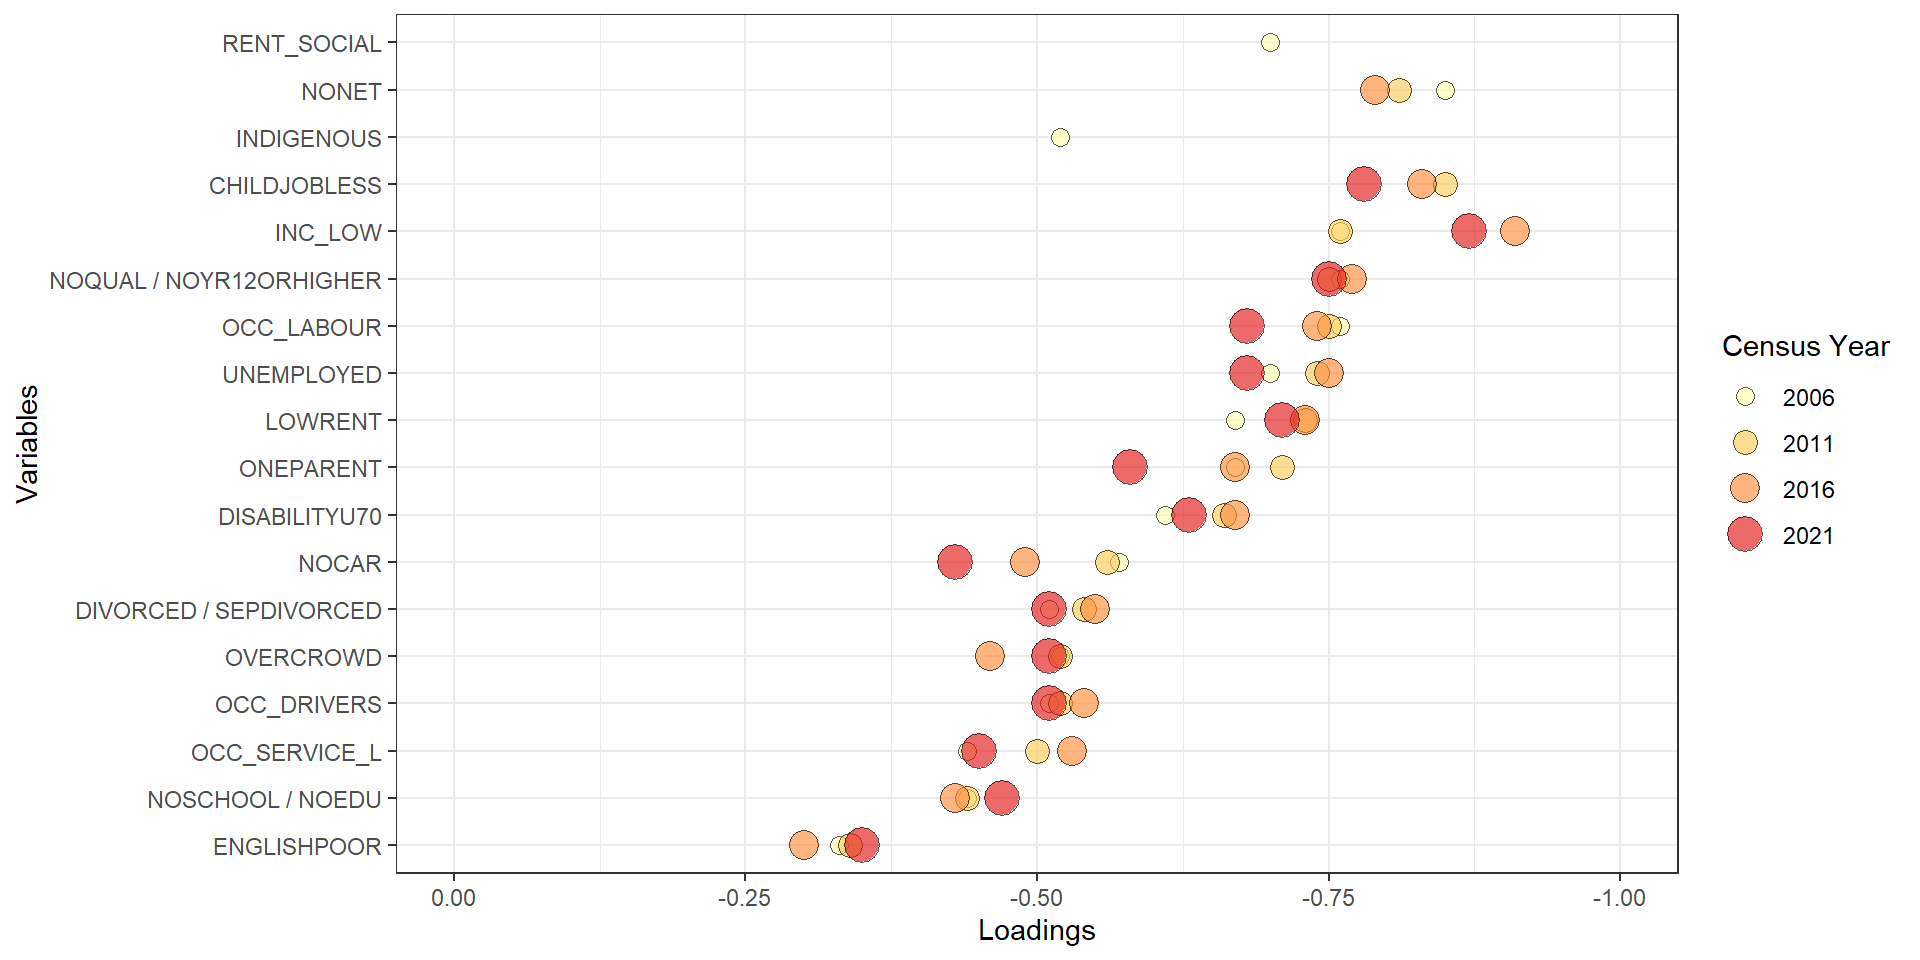 RENT_SOCIAL
NONET
INDIGENOUS
CHILDJOBLESS
INC_LOW
NOQUAL / NOYR12ORHIGHER
OCC_LABOUR
UNEMPLOYED
LOWRENT
ONEPARENT
DISABILITYU70
NOCAR
DIVORCED / SEPDIVORCED
OVERCROWD
OCC_DRIVERS
OCC_SERVICE_L
NOSCHOOL / NOEDU
ENGLISHPOOR
Variables
0.00 -0.25 -0.50 -0.75 -1.00
Loadings
Census Year
2006
2011
2016
2021